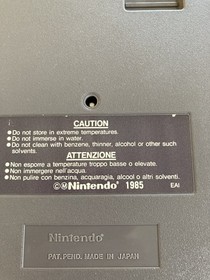 CAUTION
●Do not store in extreme temperatures.
●Do not immerse in water.
●Do not clean with benzene, thinner, alcohol or other such
solvents.
ATTENZIONE
●Non esporre a temperature troppo basse o elevate.
●Non immergere nell'acqua.
●Non pulire con benzina, acquaragia, alcool o altri solventi.
©ⓂNintendo® 1985 EAI
Nintendo®
PAT. PEND. MADE IN JAPAN